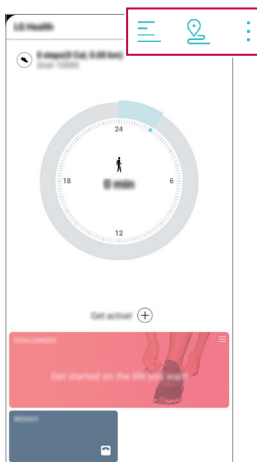 LG Health
24
18 6
0 min
12
Get active!
CHALLENGES
Get started on the life you want
WEIGHT